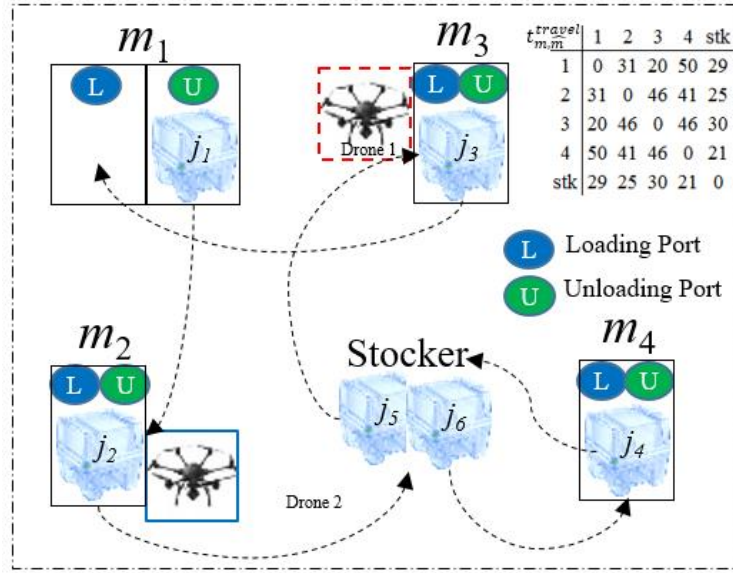 m1
L
U
j1
m3
L U
j3
Drone 1
t^{travel}_{m,m̃} 1 2 3 4 stk
1 0 31 20 50 29
2 31 0 46 41 25
3 20 46 0 46 30
4 50 41 46 0 21
stk 29 25 30 21 0
L Loading Port
U Unloading Port
m2
L U
j2
Drone 2
Stocker
j5 j6
m4
L U
j4